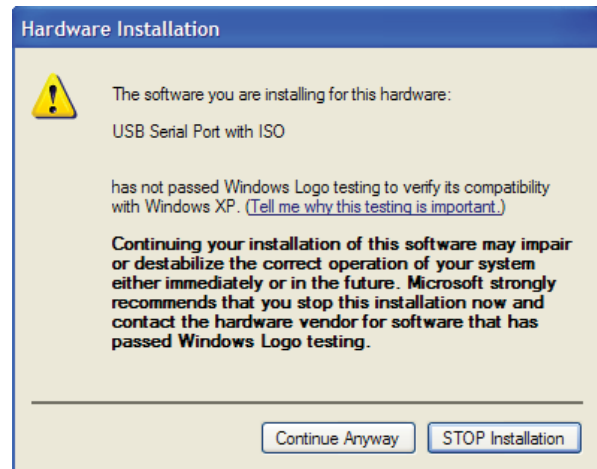 Hardware Installation
The software you are installing for this hardware:
USB Serial Port with ISO
has not passed Windows Logo testing to verify its compatibility
with Windows XP. (Tell me why this testing is important.)
Continuing your installation of this software may impair
or destabilize the correct operation of your system
either immediately or in the future. Microsoft strongly
recommends that you stop this installation now and
contact the hardware vendor for software that has
passed Windows Logo testing.
Continue Anyway STOP Installation